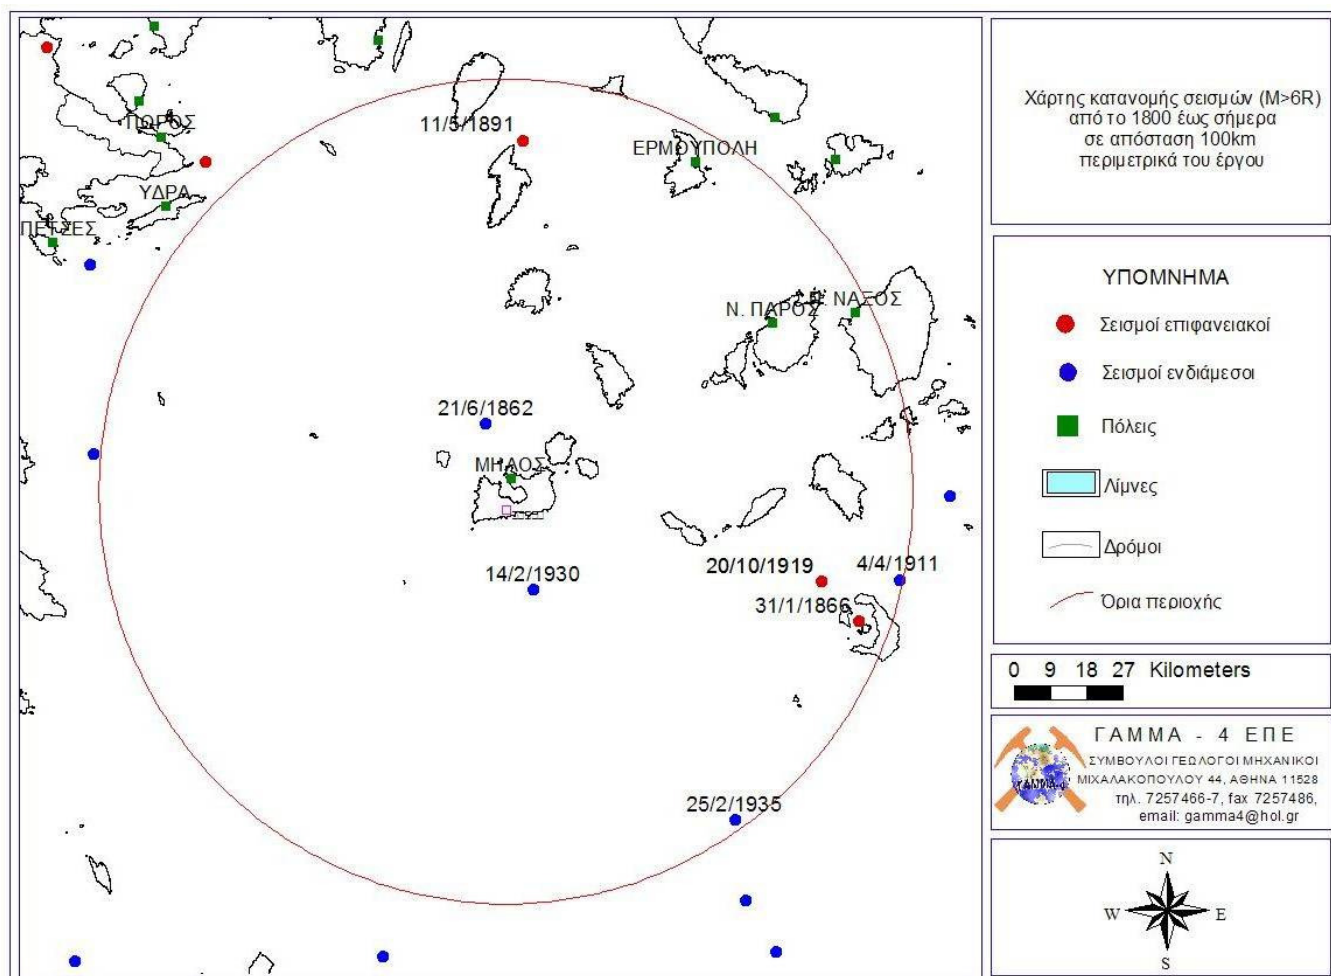 11/5/1891
ΠΟΡΟΣ
ΕΡΜΟΥΠΟΛΗ
ΥΔΡΑ
ΠΕΤΣΕΣ
Ν. ΠΑΡΟΣ
ΝΑΞΟΣ
21/6/1862
ΜΗΛΟΣ
14/2/1930
20/10/1919
4/4/1911
31/1/1866
25/2/1935
Χάρτης κατανομής σεισμών (M>6R)
από το 1800 έως σήμερα
σε απόσταση 100km
περιμετρικά του έργου
ΥΠΟΜΝΗΜΑ
Σεισμοί επιφανειακοί
Σεισμοί ενδιάμεσοι
Πόλεις
Λίμνες
Δρόμοι
Όρια περιοχής
0 9 18 27 Kilometers
ΓΑΜΜΑ - 4 ΕΠΕ
ΣΥΜΒΟΥΛΟΙ ΓΕΩΛΟΓΟΙ ΜΗΧΑΝΙΚΟΙ
ΜΙΧΑΛΑΚΟΠΟΥΛΟΥ 44, ΑΘΗΝΑ 11528
τηλ. 7257466-7, fax 7257486,
email: gamma4@hol.gr
N
W E
S